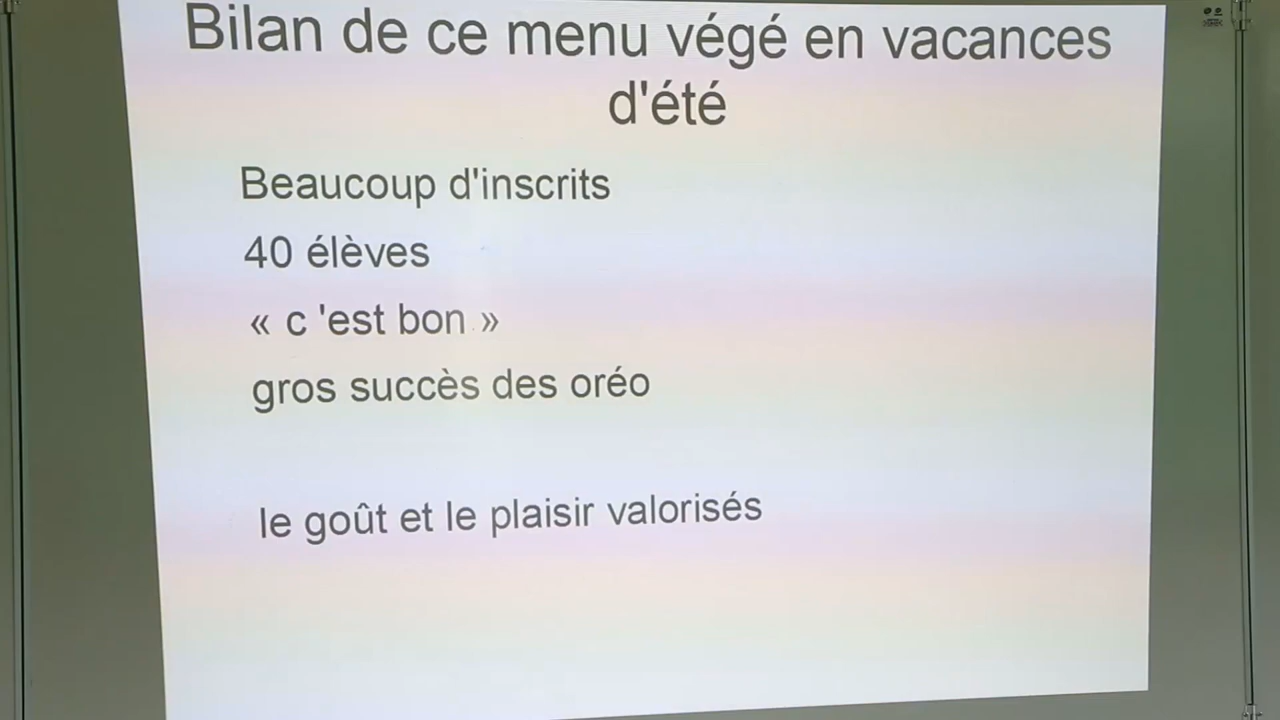 Bilan de ce menu végé en vacances
d'été
Beaucoup d'inscrits
40 élèves
« c 'est bon »
gros succès des oréo
le goût et le plaisir valorisés